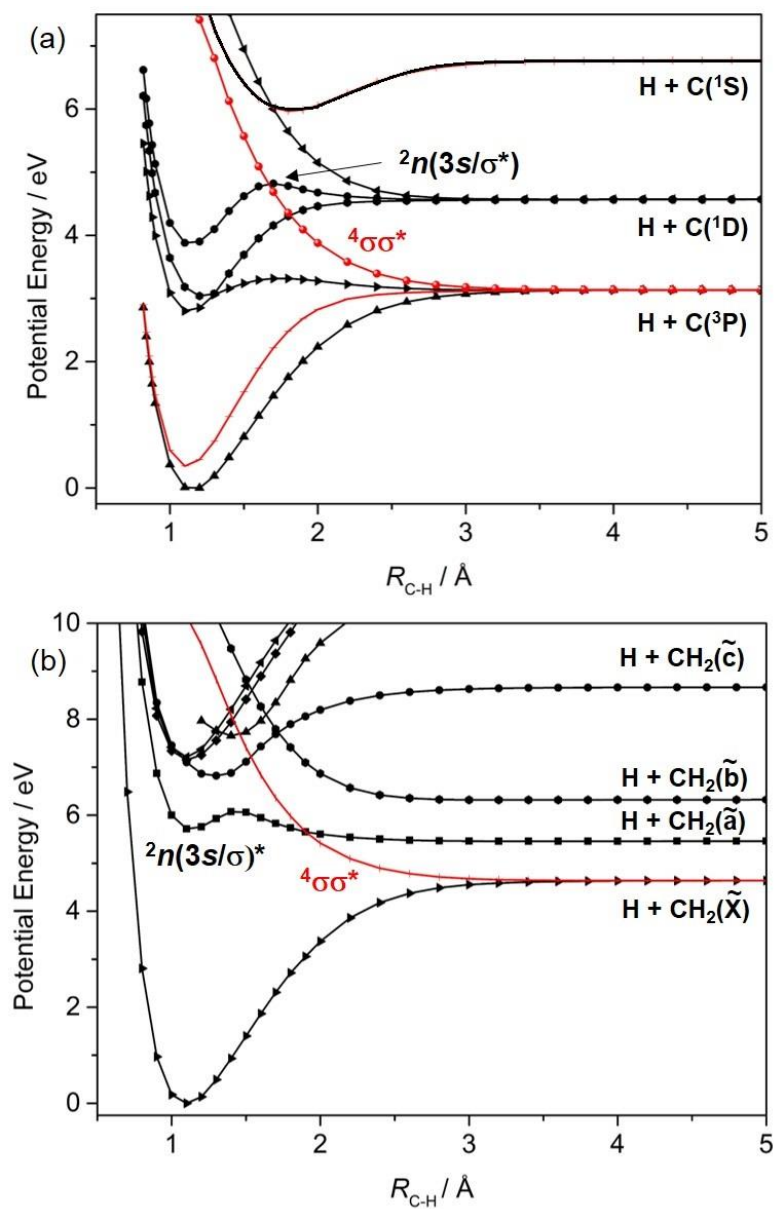 (a)
Potential Energy / eV
6
4
2
0
H + C(¹S)
²n(3s/σ*)
H + C(¹D)
⁴σσ*
H + C(³P)
1 2 3 4 5
R_C-H / Å
(b)
Potential Energy / eV
10
8
6
4
2
0
H + CH₂(c̃)
H + CH₂(b̃)
H + CH₂(ã)
²n(3s/σ)*
⁴σσ*
H + CH₂(X̃)
1 2 3 4 5
R_C-H / Å